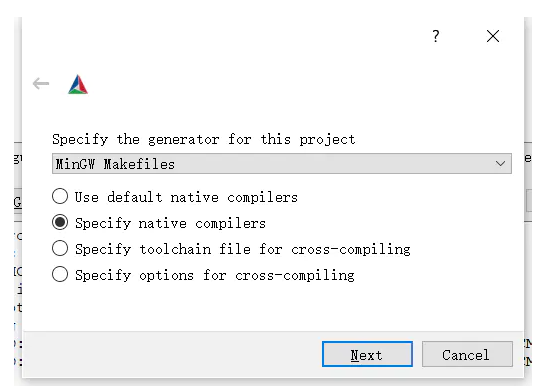 ?
Specify the generator for this project
MinGW Makefiles
Use default native compilers
Specify native compilers
Specify toolchain file for cross-compiling
Specify options for cross-compiling
Next
Cancel